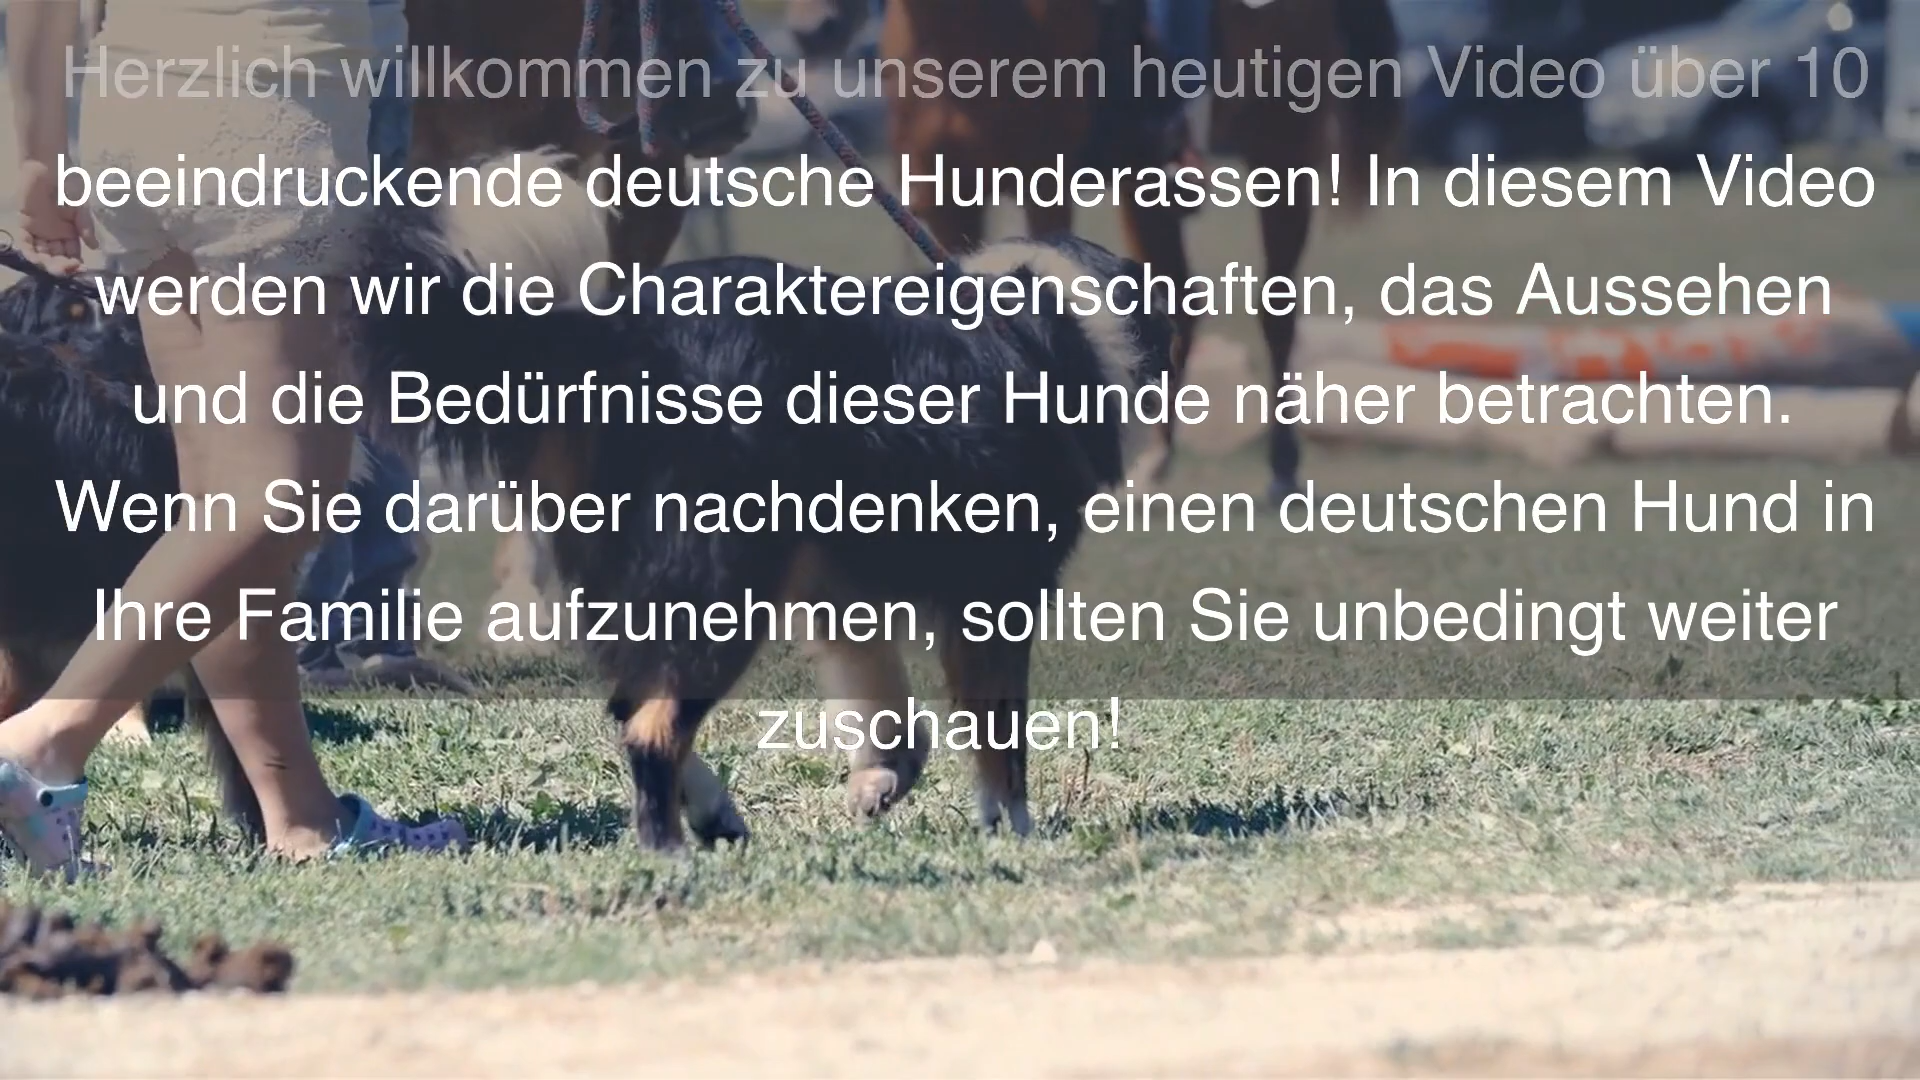 Herzlich willkommen zu unserem heutigen Video über 10
beeindruckende deutsche Hunderassen! In diesem Video
werden wir die Charaktereigenschaften, das Aussehen
und die Bedürfnisse dieser Hunde näher betrachten.
Wenn Sie darüber nachdenken, einen deutschen Hund in
Ihre Familie aufzunehmen, sollten Sie unbedingt weiter
zuschauen!